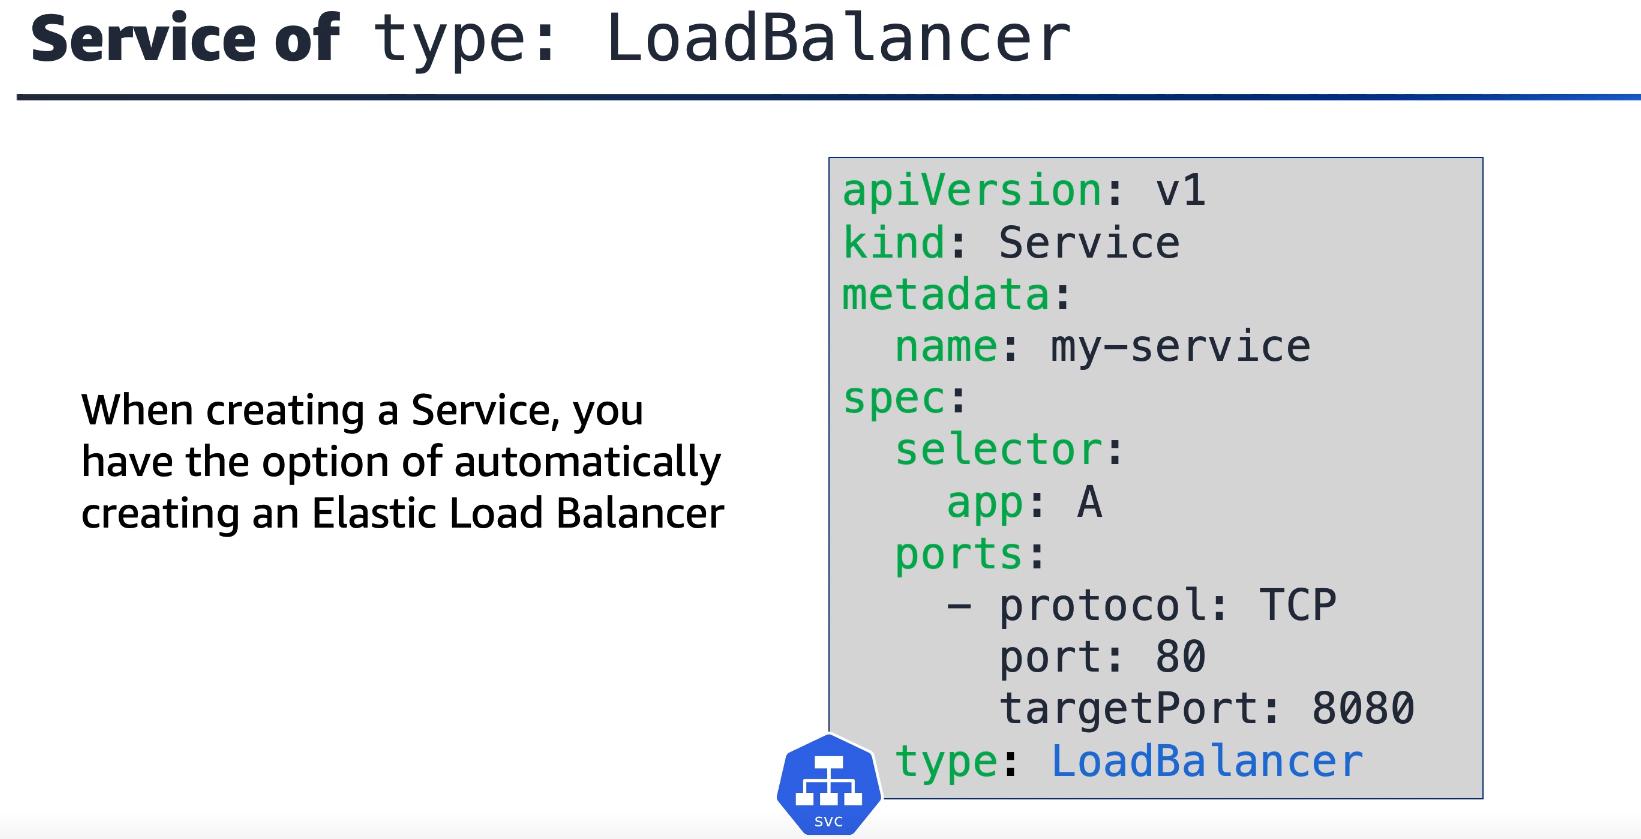 Service of type: LoadBalancer
When creating a Service, you
have the option of automatically
creating an Elastic Load Balancer
apiVersion: v1
kind: Service
metadata:
  name: my-service
spec:
  selector:
    app: A
  ports:
    - protocol: TCP
      port: 80
      targetPort: 8080
  type: LoadBalancer
SVC